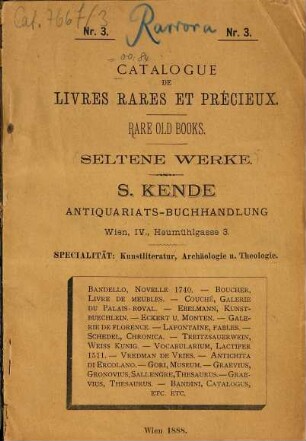 Cat. 7667/3
Rarrora
Nr. 3. Nr. 3.
CATALOGUE
DE
LIVRES RARES ET PRÉCIEUX.
RARE OLD BOOKS.
SELTENE WERKE.
S. KENDE
ANTIQUARIATS-BUCHHANDLUNG
Wien, IV., Heumühlgasse 3.
SPECIALITÄT: Kunstliteratur, Archäologie u. Theologie.
BANDELLO, NOVELLE 1740. — BOUCHER,
LIVRE DE MEUBLES. — COUCHÉ, GALERIE
DU PALAIS-ROYAL. — EDELMANN, KUNST-
BUECHLEIN. — ECKERT U. MONTEN. — GALE-
RIE DE FLORENCE. — LAFONTAINE, FABLES. —
SCHEDEL, CHRONICA. — TREITZSAUERWEIN,
WEISS KUNIG. — VOCABULARIUM, LACTIFER
1511. — VREDMAN DE VRIES. — ANTICHITA
DI ERCOLANO. — GORI, MUSEUM. — GRAEVIUS,
GRONOVIUS, SALLENGRE, THESAURUS. — GRAE-
VIUS, THESAURUS. — BANDINI, CATALOGUS,
ETC. ETC.
Wien 1888.